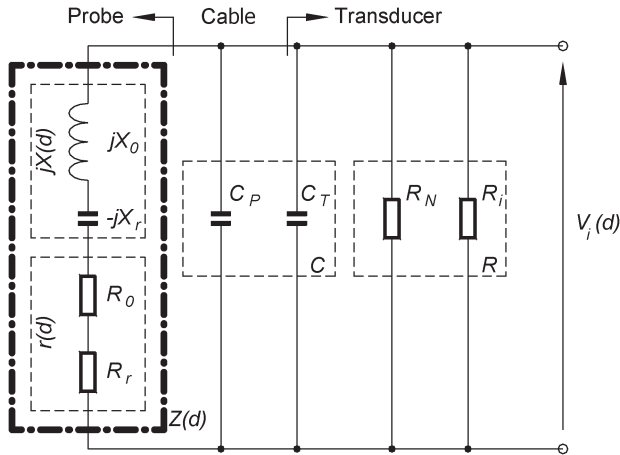 Probe
Cable
Transducer
jX(d)
jX0
-jXr
r(d)
R0
Rr
Z(d)
CP
CT
C
RN
Ri
R
Vi(d)